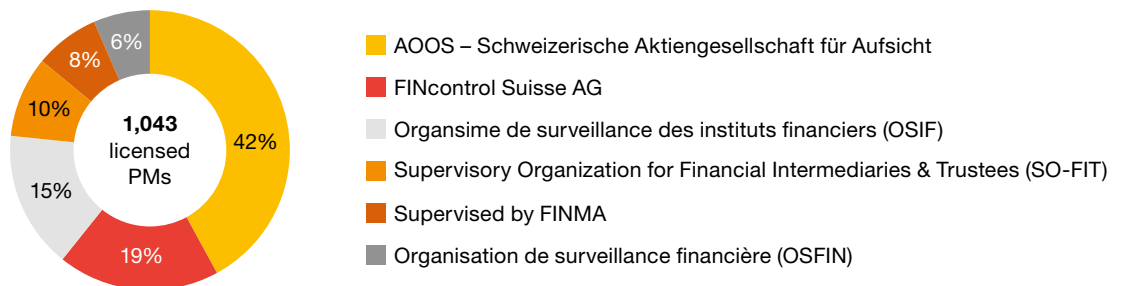 6%
8%
10%
15%
19%
42%
1,043
licensed
PMs
AOOS – Schweizerische Aktiengesellschaft für Aufsicht
FINcontrol Suisse AG
Organsime de surveillance des instituts financiers (OSIF)
Supervisory Organization for Financial Intermediaries & Trustees (SO-FIT)
Supervised by FINMA
Organisation de surveillance financière (OSFIN)